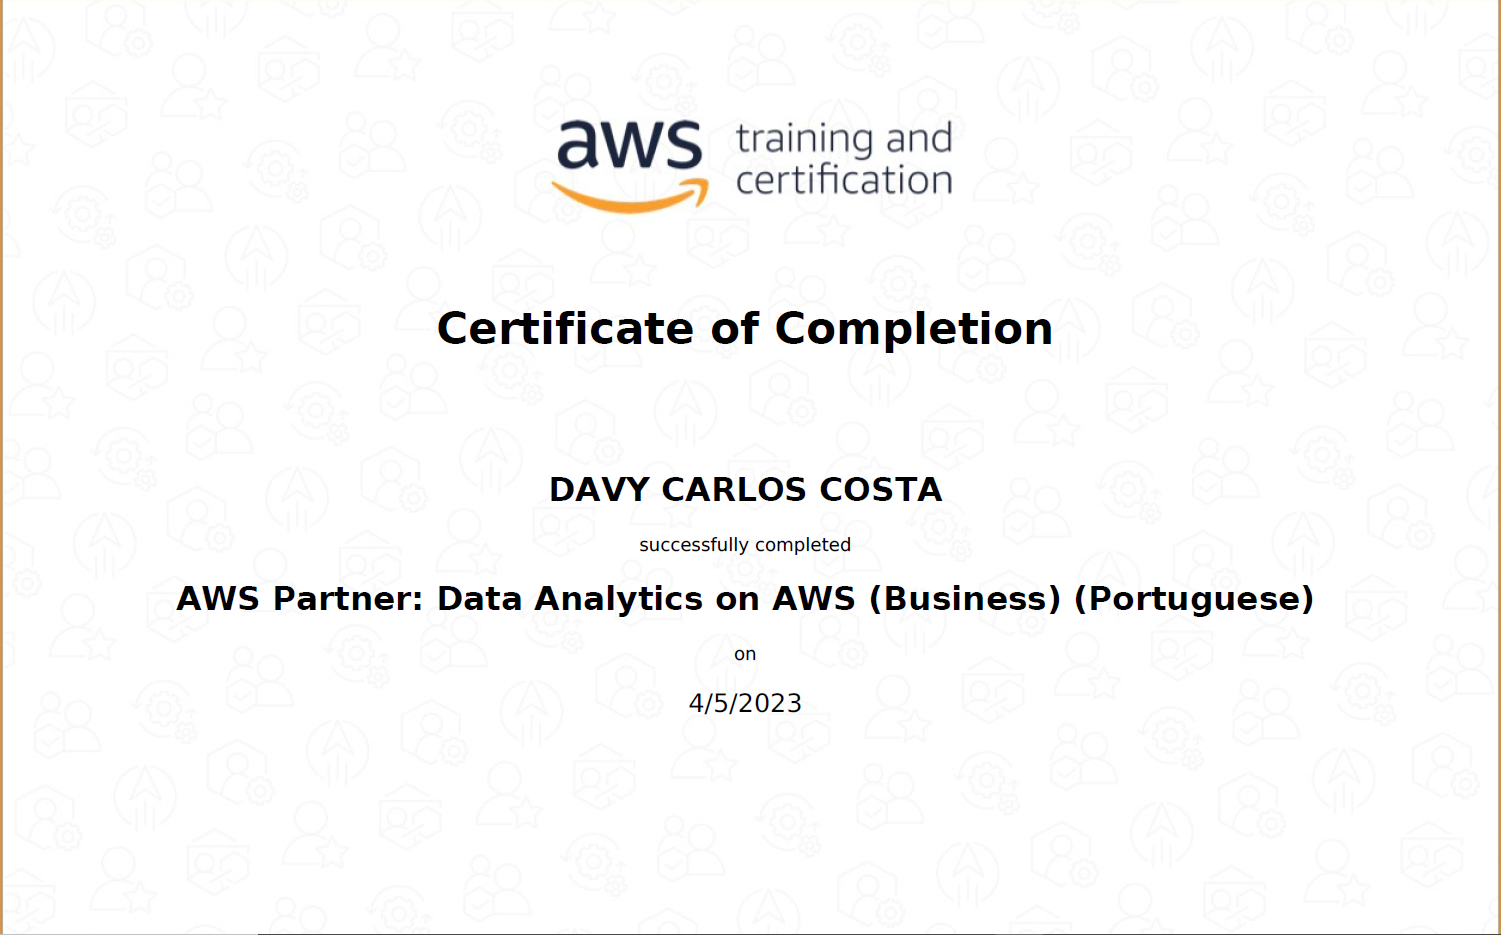 aws training and
certification
Certificate of Completion
DAVY CARLOS COSTA
successfully completed
AWS Partner: Data Analytics on AWS (Business) (Portuguese)
on
4/5/2023